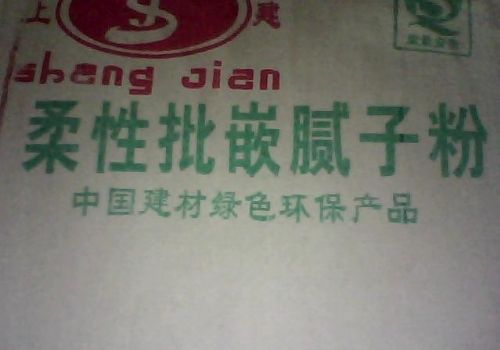 上 建
shang Jian
柔性批嵌腻子粉
中国建材绿色环保产品